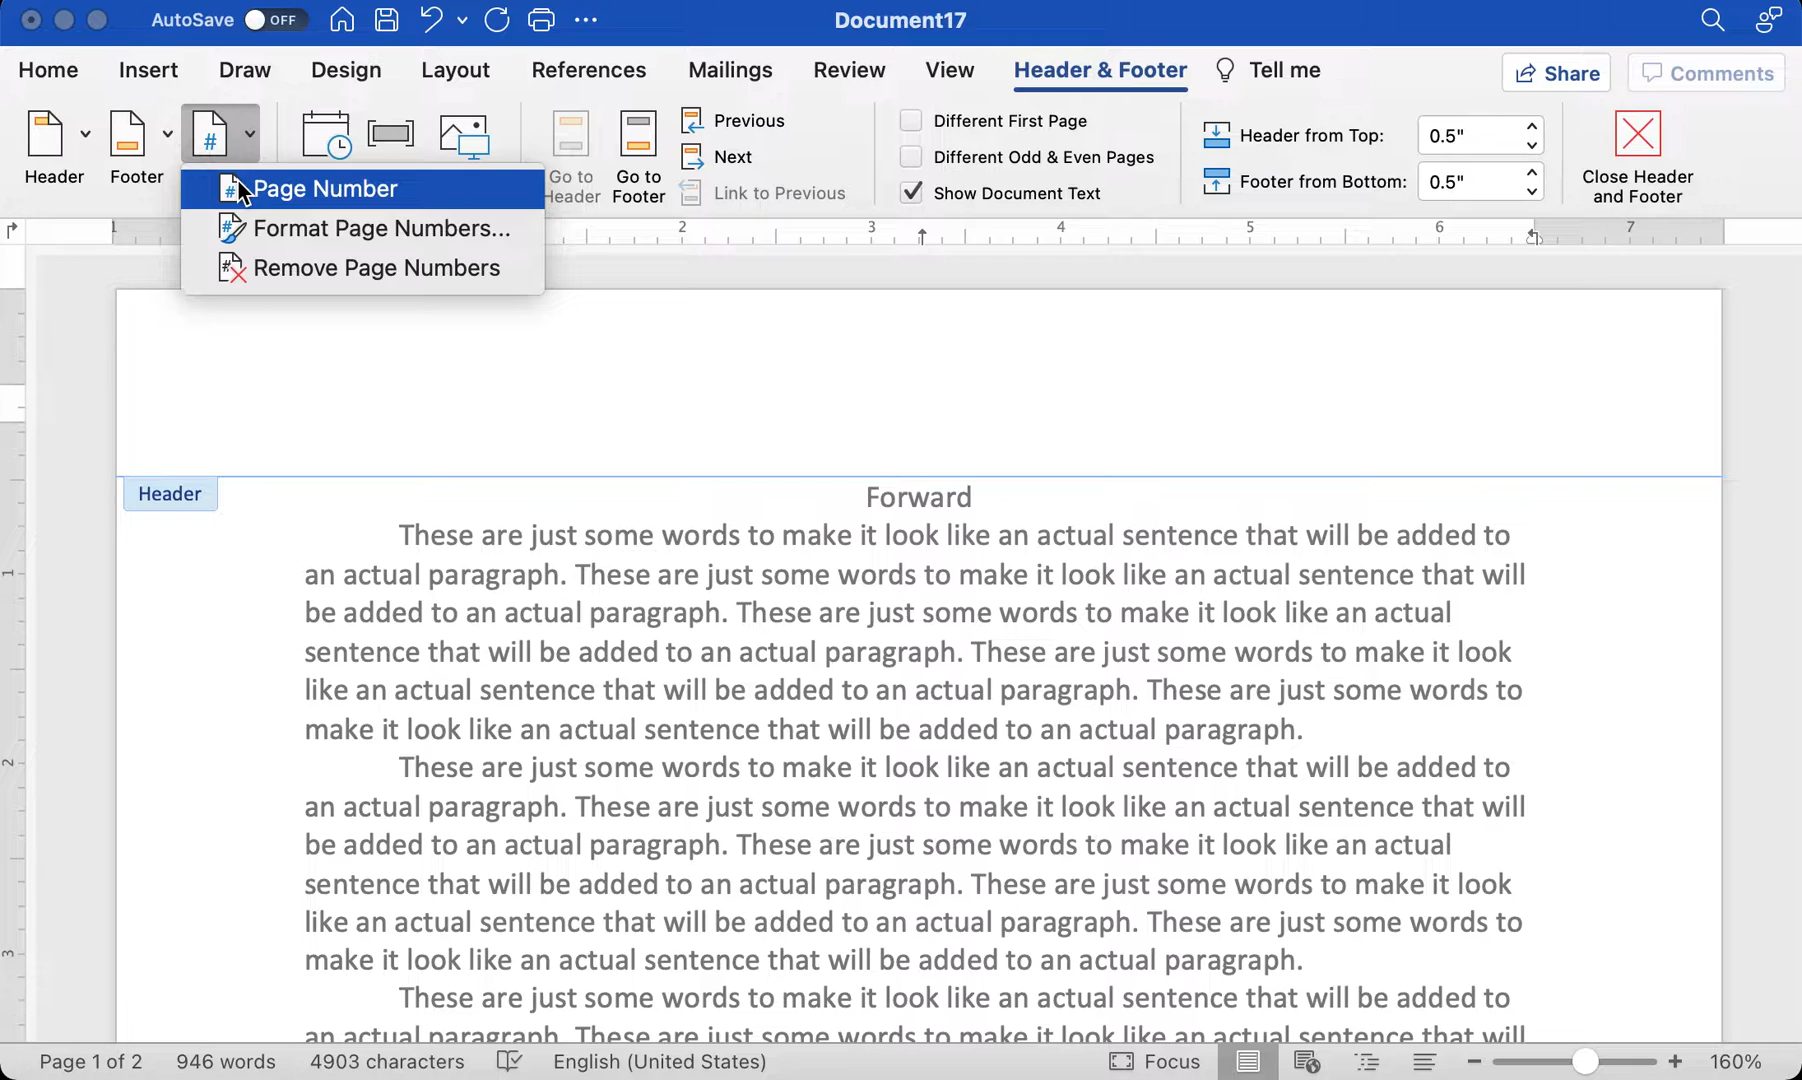 AutoSave OFF Document17
Home Insert Draw Design Layout References Mailings Review View Header & Footer Tell me Share Comments
Header Footer
Page Number
Format Page Numbers...
Remove Page Numbers
Go to Header
Go to Footer
Previous
Next
Link to Previous
Different First Page
Different Odd & Even Pages
Show Document Text
Header from Top: 0.5"
Footer from Bottom: 0.5"
Close Header
and Footer
1 2 3 4 5 6 7
Header
Forward
These are just some words to make it look like an actual sentence that will be added to
an actual paragraph. These are just some words to make it look like an actual sentence that will
be added to an actual paragraph. These are just some words to make it look like an actual
sentence that will be added to an actual paragraph. These are just some words to make it look
like an actual sentence that will be added to an actual paragraph. These are just some words to
make it look like an actual sentence that will be added to an actual paragraph.
These are just some words to make it look like an actual sentence that will be added to
an actual paragraph. These are just some words to make it look like an actual sentence that will
be added to an actual paragraph. These are just some words to make it look like an actual
sentence that will be added to an actual paragraph. These are just some words to make it look
like an actual sentence that will be added to an actual paragraph. These are just some words to
make it look like an actual sentence that will be added to an actual paragraph.
These are just some words to make it look like an actual sentence that will be added to
an actual paragraph. These are just some words to make it look like an actual sentence that will
1
2
3
Page 1 of 2 946 words 4903 characters English (United States) Focus 160%